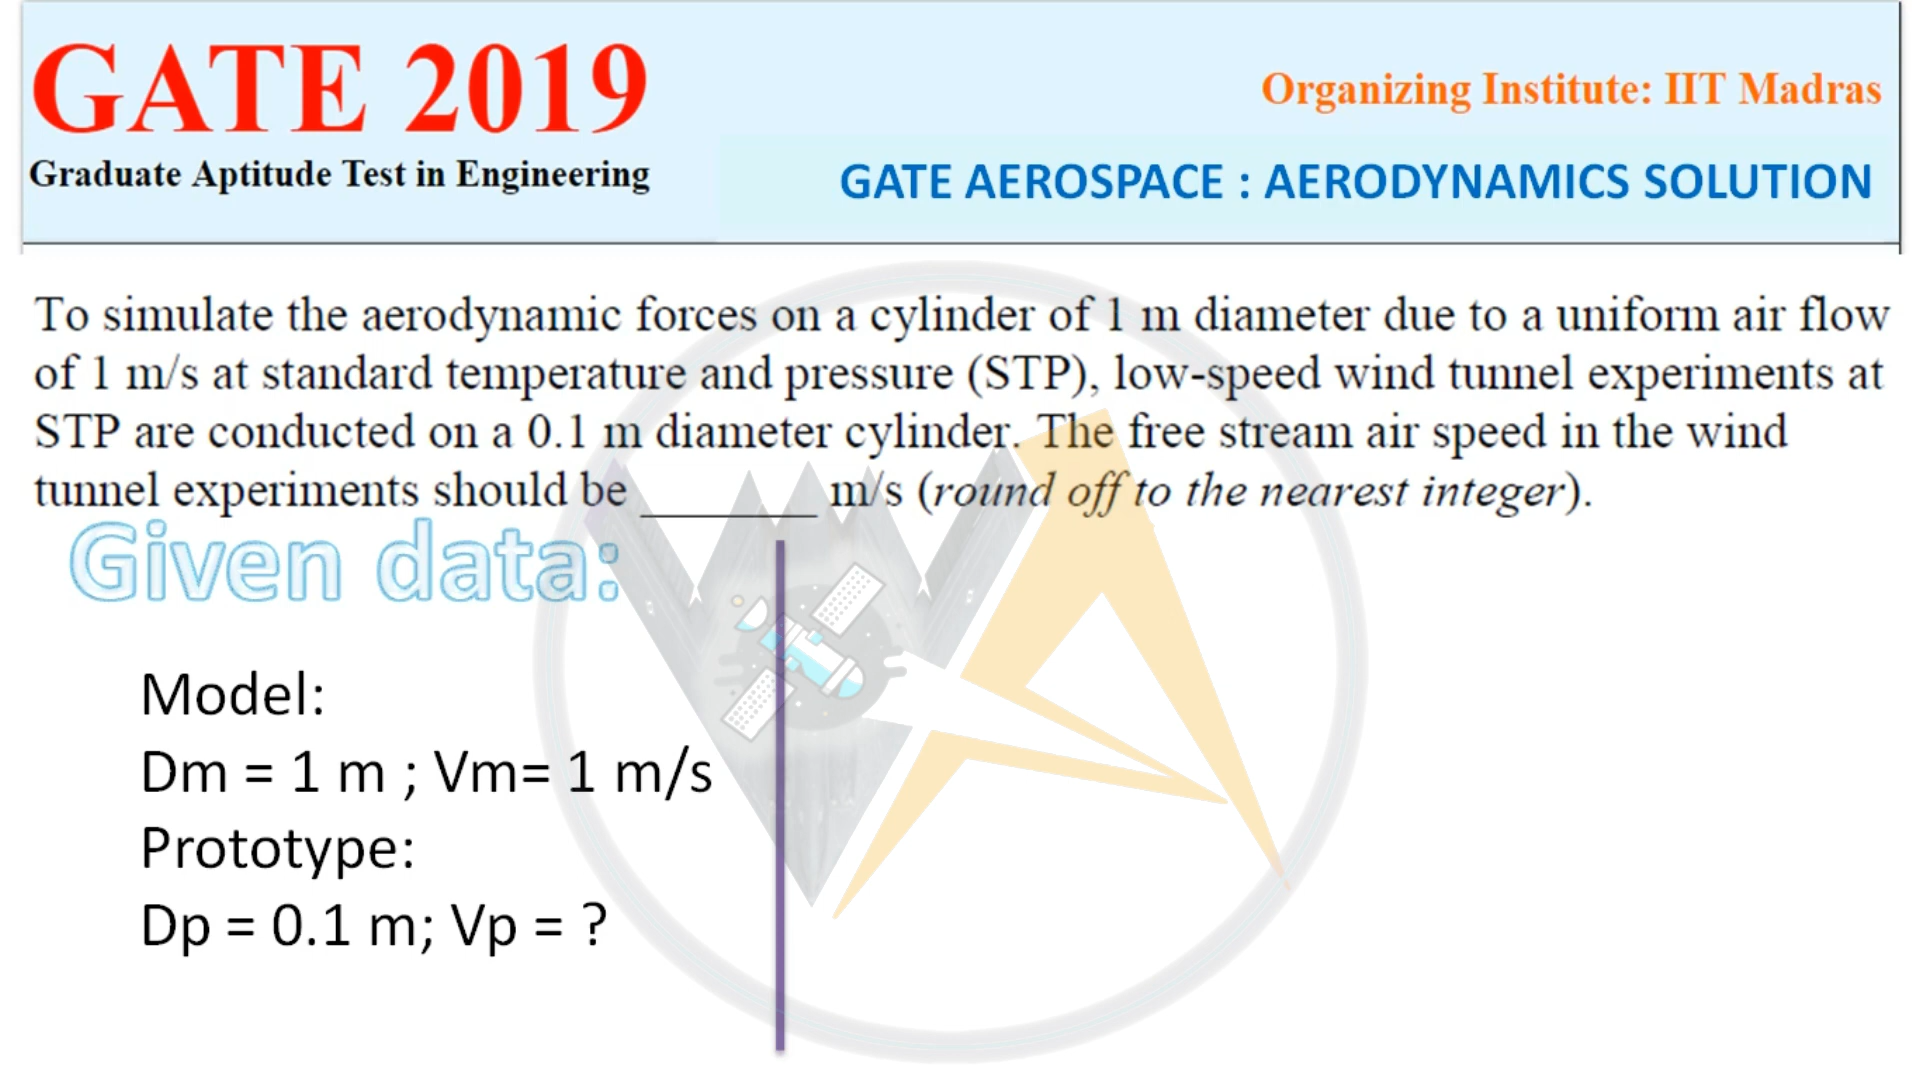 GATE 2019
Graduate Aptitude Test in Engineering
Organizing Institute: IIT Madras
GATE AEROSPACE : AERODYNAMICS SOLUTION
To simulate the aerodynamic forces on a cylinder of 1 m diameter due to a uniform air flow
of 1 m/s at standard temperature and pressure (STP), low-speed wind tunnel experiments at
STP are conducted on a 0.1 m diameter cylinder. The free stream air speed in the wind
tunnel experiments should be ________ m/s (round off to the nearest integer).
Given data:
Model:
Dm = 1 m ; Vm= 1 m/s
Prototype:
Dp = 0.1 m; Vp = ?